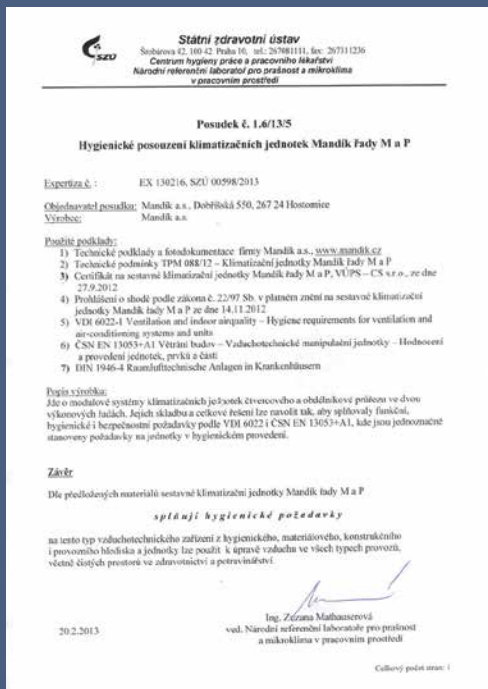 SZÚ
Státní zdravotní ústav
Šrobárova 42, 100 42 Praha 10, tel.: 267081111, fax: 267311236
Centrum hygieny práce a pracovního lékařství
Národní referenční laboratoř pro prašnost a mikroklima
v pracovním prostředí
Posudek č. 1.6/13/5
Hygienické posouzení klimatizačních jednotek Mandík řady M a P
Expertiza č. : EX 130216, SZÚ 00598/2013
Objednavatel posudku: Mandík a.s., Dobříšská 550, 267 24 Hostomice
Výrobce: Mandík a.s.
Použité podklady:
1) Technické podklady a fotodokumentace firmy Mandík a.s., www.mandik.cz
2) Technické podmínky TPM 088/12 – Klimatizační jednotky Mandík řady M a P
3) Certifikát na sestavné klimatizační jednotky Mandík řady M a P, VÚPS – CS s.r.o., ze dne
27.9.2012
4) Prohlášení o shodě podle zákona č. 22/97 Sb. v platném znění na sestavné klimatizační
jednotky Mandík řady M a P ze dne 14.11.2012
5) VDI 6022-1 Ventilation and indoor airquality – Hygiene requirements for ventilation and
air-conditioning systems and units
6) ČSN EN 13053+A1 Větrání budov – Vzduchotechnické manipulační jednotky – Hodnocení
a provedení jednotek, prvků a částí
7) DIN 1946-4 Raumlufttechnische Anlagen in Krankenhäusern
Popis výrobku:
Jde o modulové systémy klimatizačních jednotek čtvercového a obdélníkové průřezu ve dvou
výkonových řadách. Jejich skladbu a celkové řešení lze navolit tak, aby splňovaly funkční,
hygienické i bezpečnostní požadavky podle VDI 6022 i ČSN EN 13053+A1, kde jsou jednoznačně
stanoveny požadavky na jednotky v hygienickém provedení.
Závěr
Dle předložených materiálů sestavné klimatizační jednotky Mandík řady M a P
splňují hygienické požadavky
na tento typ vzduchotechnického zařízení z hygienického, materiálového, konstrukčního
i provozního hlediska a jednotky lze použít k úpravě vzduchu ve všech typech provozů,
včetně čistých prostorů ve zdravotnictví a potravinářství.
Ing. Zuzana Mathauserová
20.2.2013 ved. Národní referenční laboratoře pro prašnost
a mikroklima v pracovním prostředí
Celkový počet stran: 1